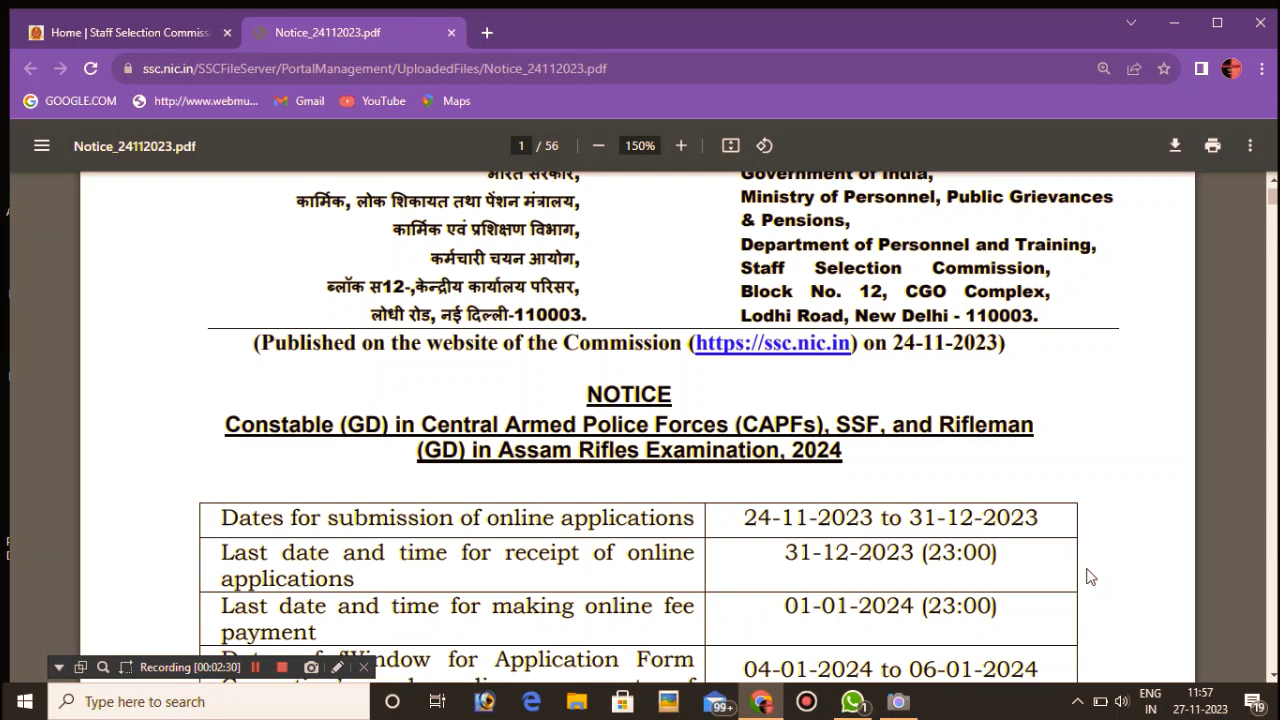 Home | Staff Selection Commiss
Notice_24112023.pdf
ssc.nic.in/SSCFileServer/PortalManagement/UploadedFiles/Notice_24112023.pdf
GOOGLE.COM
http://www.webmu...
Gmail
YouTube
Maps
Notice_24112023.pdf
1 / 56
150%
भारत सरकार,
कार्मिक, लोक शिकायत तथा पेंशन मंत्रालय,
कार्मिक एवं प्रशिक्षण विभाग,
कर्मचारी चयन आयोग,
ब्लॉक स12-,केन्द्रीय कार्यालय परिसर,
लोधी रोड, नई दिल्ली-110003.
Government of India,
Ministry of Personnel, Public Grievances
& Pensions,
Department of Personnel and Training,
Staff Selection Commission,
Block No. 12, CGO Complex,
Lodhi Road, New Delhi - 110003.
(Published on the website of the Commission (https://ssc.nic.in) on 24-11-2023)
NOTICE
Constable (GD) in Central Armed Police Forces (CAPFs), SSF, and Rifleman
(GD) in Assam Rifles Examination, 2024
Dates for submission of online applications
24-11-2023 to 31-12-2023
Last date and time for receipt of online
applications
31-12-2023 (23:00)
Last date and time for making online fee
payment
01-01-2024 (23:00)
Window for Application Form
04-01-2024 to 06-01-2024
Recording [00:02:30]
Type here to search
99+
1
ENG
IN
11:57
27-11-2023
19